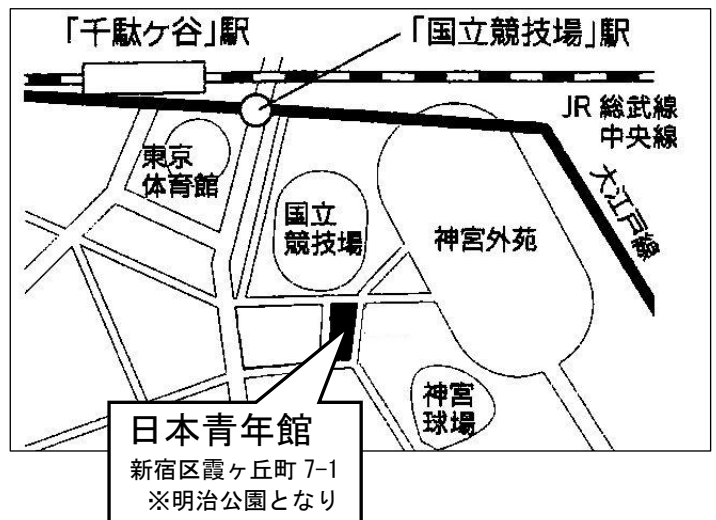 「千駄ケ谷」駅
「国立競技場」駅
JR 総武線
中央線
東京
体育館
国立
競技場
神宮外苑
大江戸線
神宮
球場
日本青年館
新宿区霞ヶ丘町 7-1
※明治公園となり